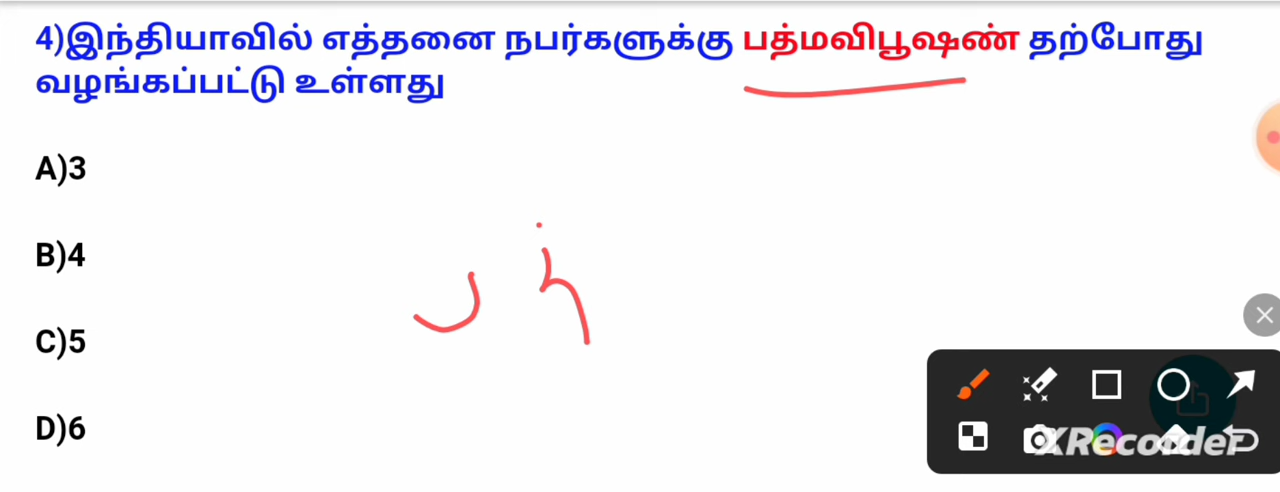 4)இந்தியாவில் எத்தனை நபர்களுக்கு பத்மவிபூஷண் தற்போது
வழங்கப்பட்டு உள்ளது
A)3
B)4
C)5
D)6
XRecorder